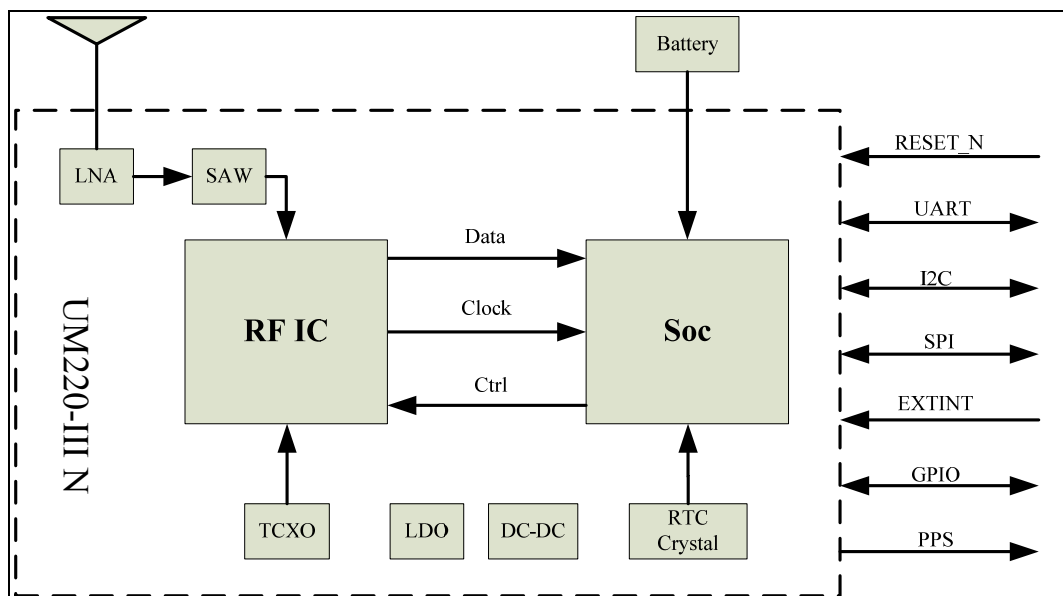 Battery
LNA
SAW
RESET_N
UART
I2C
SPI
EXTINT
GPIO
PPS
Data
Clock
Ctrl
RF IC
Soc
UM220-III N
TCXO
LDO
DC-DC
RTC
Crystal